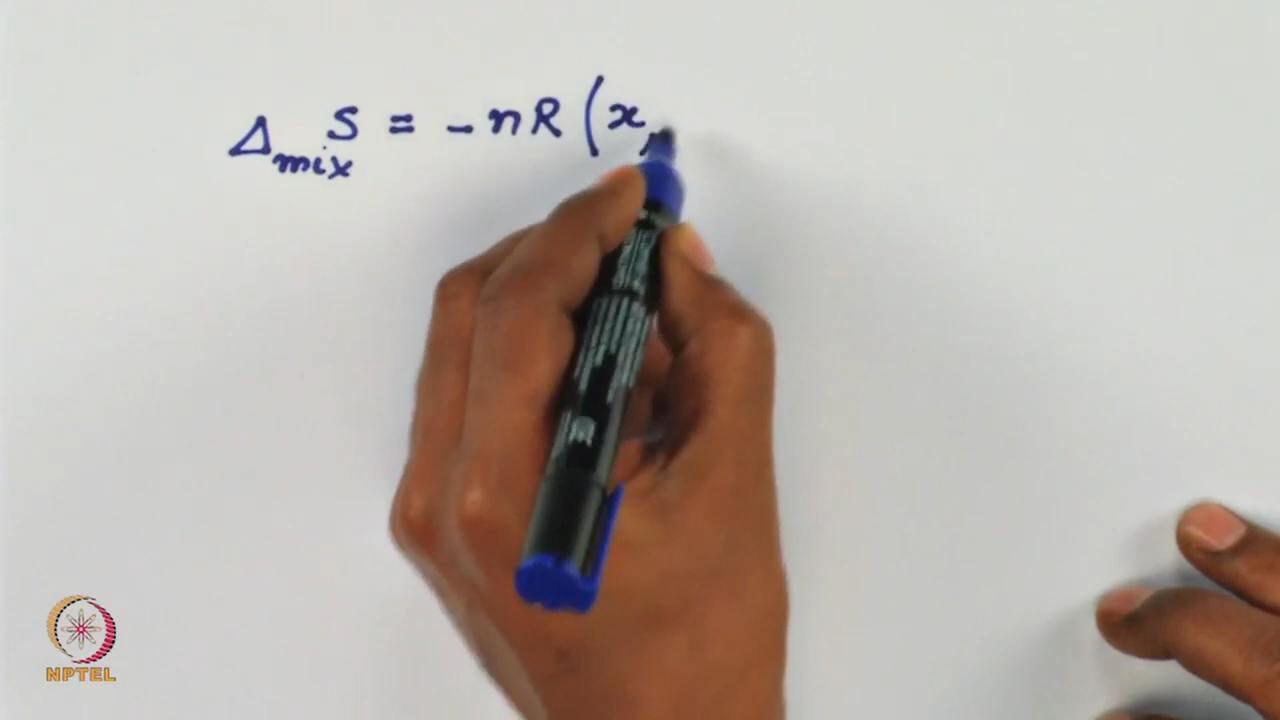 Δmix S = -nR (x
NPTEL